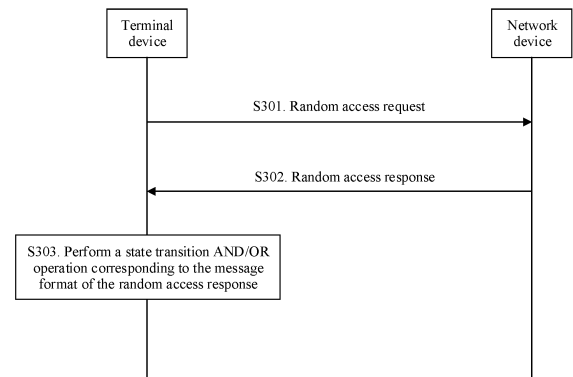 Terminal
device
Network
device
S301. Random access request
S302. Random access response
S303. Perform a state transition AND/OR
operation corresponding to the message
format of the random access response